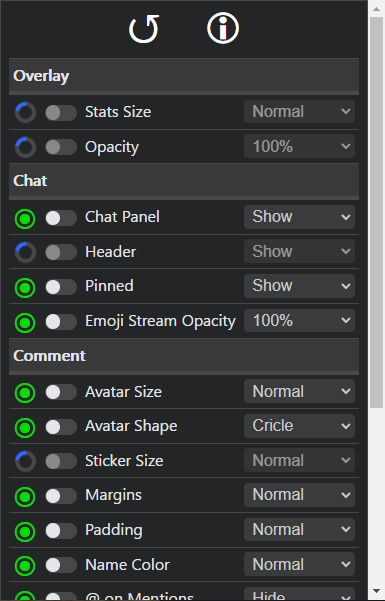 Overlay
Stats Size Normal
Opacity 100%
Chat
Chat Panel Show
Header Show
Pinned Show
Emoji Stream Opacity 100%
Comment
Avatar Size Normal
Avatar Shape Cricle
Sticker Size Normal
Margins Normal
Padding Normal
Name Color Normal
@ on Mentions Hide